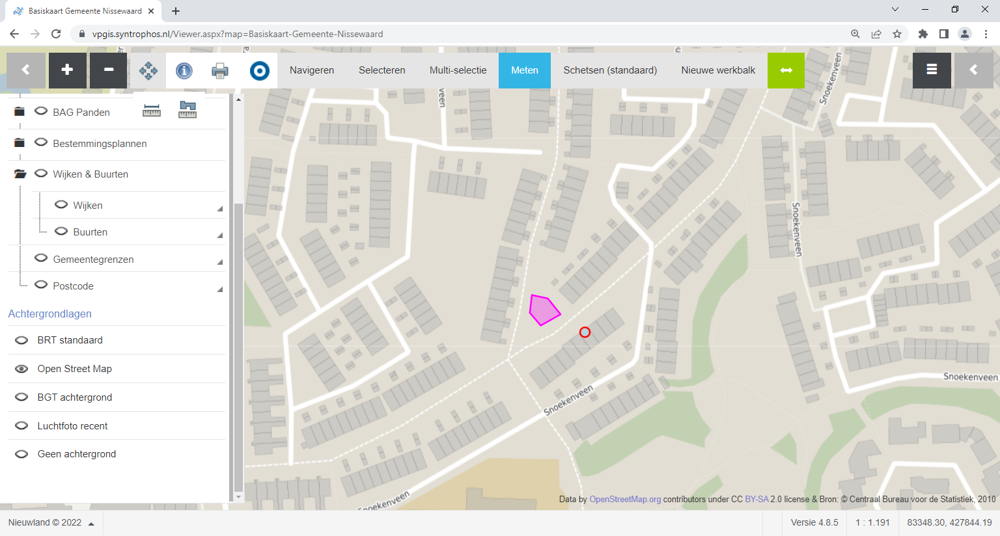 Basiskaart Gemeente Nissewaard
vpgis.syntrophos.nl/Viewer.aspx?map=Basiskaart-Gemeente-Nissewaard
Navigeren
Selecteren
Multi-selectie
Meten
Schetsen (standaard)
Nieuwe werkbalk
BAG Panden
Bestemmingsplannen
Wijken & Buurten
Wijken
Buurten
Gemeentegrenzen
Postcode
Achtergrondlagen
BRT standaard
Open Street Map
BGT achtergrond
Luchtfoto recent
Geen achtergrond
veen
Snoekenveen
Snoekenveen
Snoekenveen
Snoekenveen
Snoekenveen
Data by OpenStreetMap.org contributors under CC BY-SA 2.0 license & Bron: © Centraal Bureau voor de Statistiek, 2010
Nieuwland © 2022
Versie 4.8.5
1 : 1.191
83348.30, 427844.19